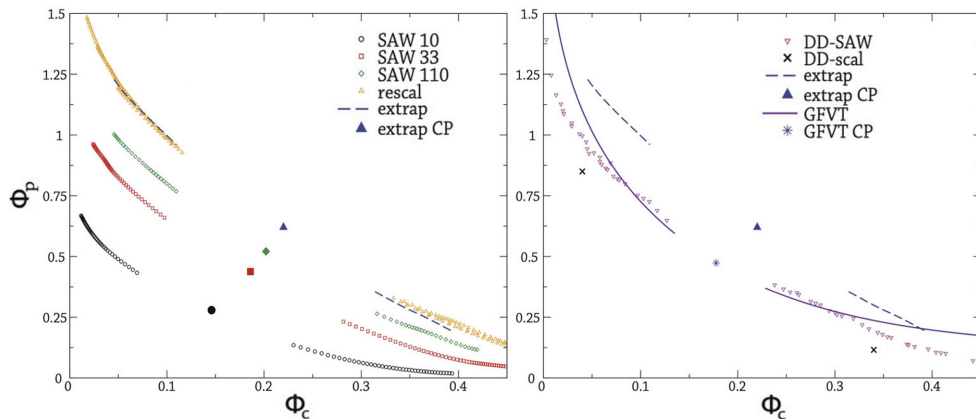 1.5
1.25
1
0.75
0.5
0.25
0
Φp
0
0.1
0.2
0.3
0.4
Φc
SAW 10
SAW 33
SAW 110
rescal
extrap
extrap CP
1.5
1.25
1
0.75
0.5
0.25
0
0
0.1
0.2
0.3
0.4
Φc
DD-SAW
DD-scal
extrap
extrap CP
GFVT
GFVT CP